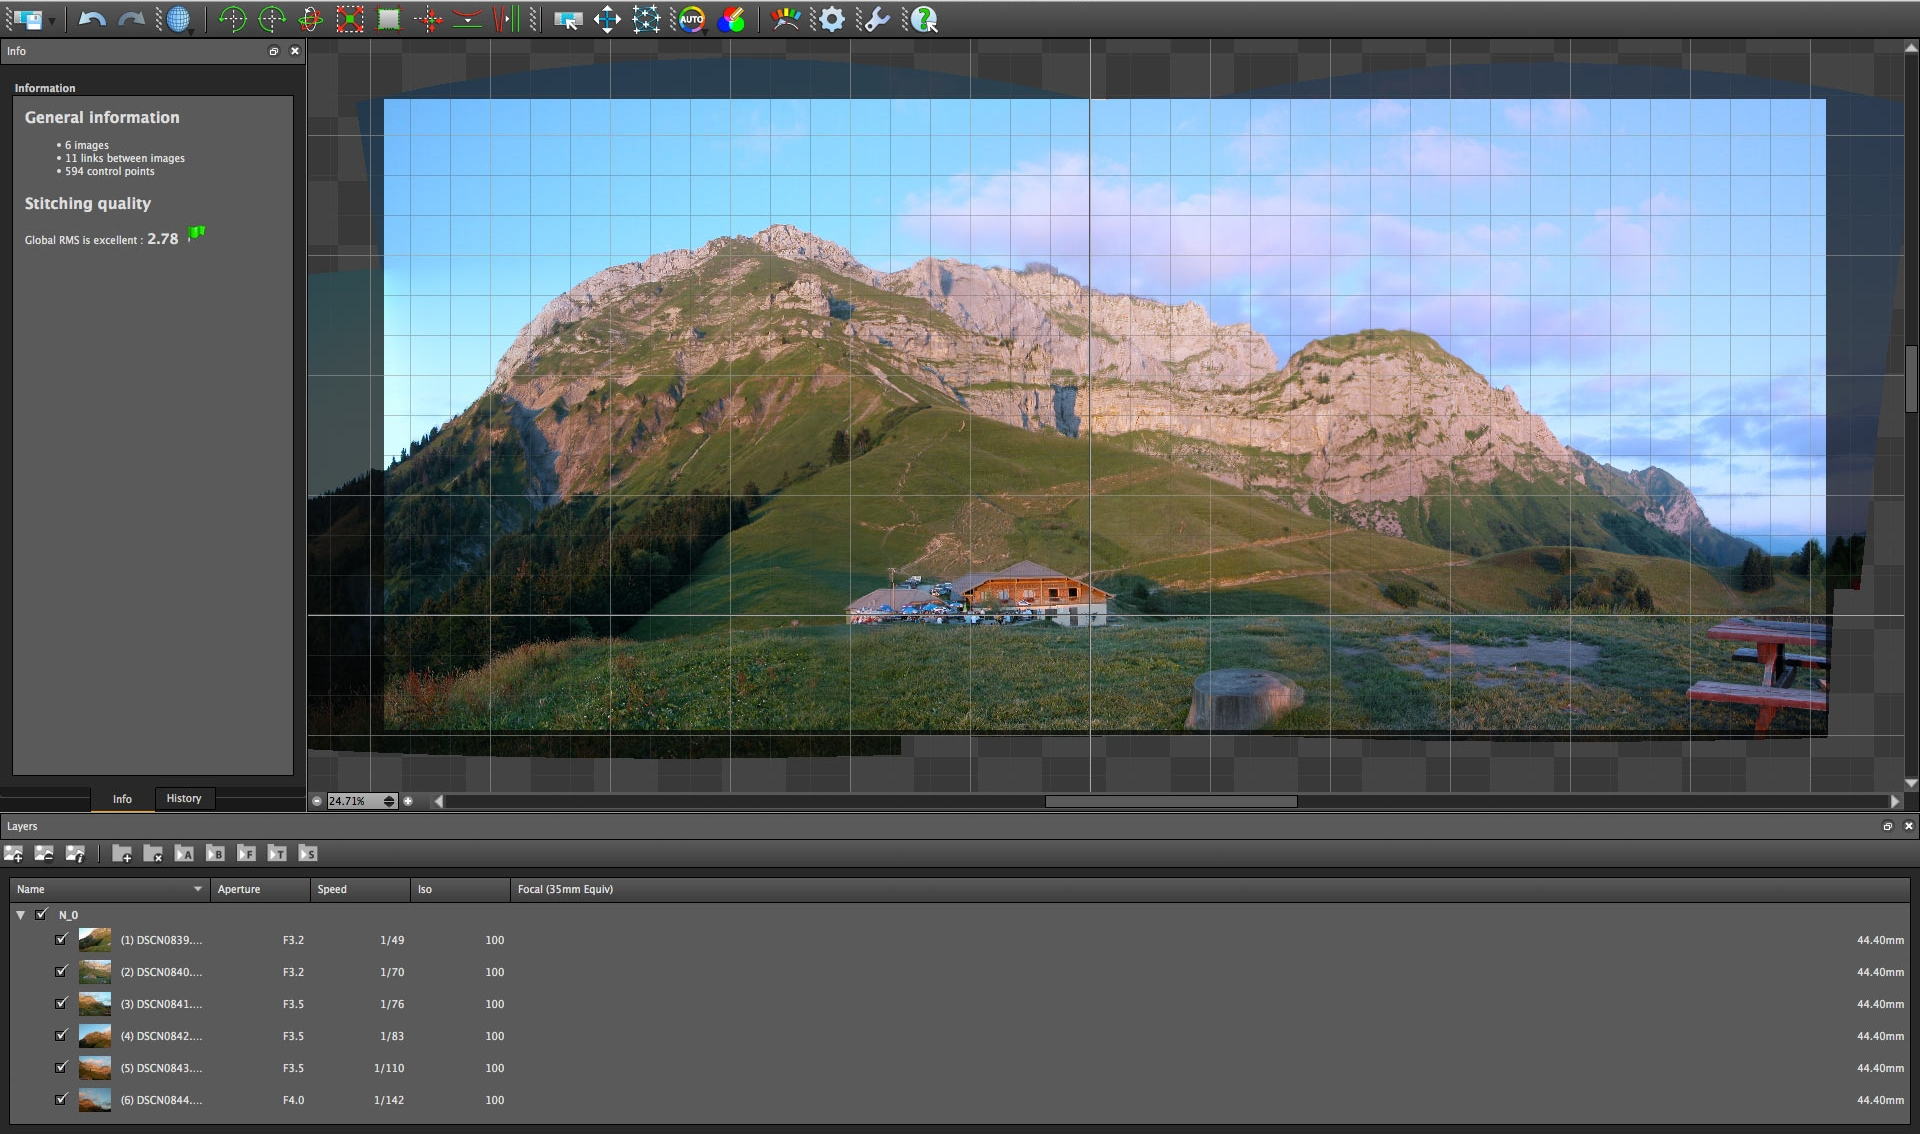 AUTO
Info
Information
General information
• 6 images
• 11 links between images
• 594 control points
Stitching quality
Global RMS is excellent : 2.78
Info History
24.71%
Layers
A B F T S
Name Aperture Speed Iso Focal (35mm Equiv)
N_0
(1) DSCN0839.... F3.2 1/49 100 44.40mm
(2) DSCN0840.... F3.2 1/70 100 44.40mm
(3) DSCN0841.... F3.5 1/76 100 44.40mm
(4) DSCN0842.... F3.5 1/83 100 44.40mm
(5) DSCN0843.... F3.5 1/110 100 44.40mm
(6) DSCN0844.... F4.0 1/142 100 44.40mm